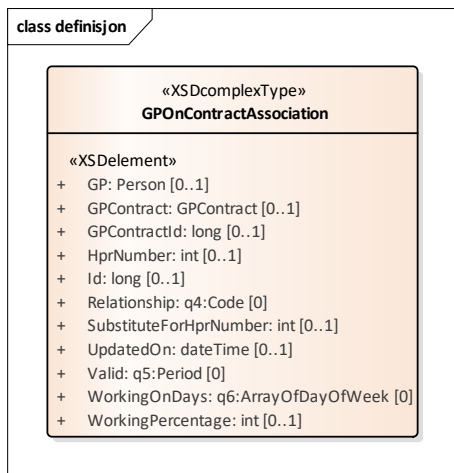 class definisjon
«XSDcomplexType»
GPOnContractAssociation
«XSDelement»
+ GP: Person [0..1]
+ GPContract: GPContract [0..1]
+ GPContractId: long [0..1]
+ HprNumber: int [0..1]
+ Id: long [0..1]
+ Relationship: q4:Code [0]
+ SubstituteForHprNumber: int [0..1]
+ UpdatedOn: dateTime [0..1]
+ Valid: q5:Period [0]
+ WorkingOnDays: q6:ArrayOfDayOfWeek [0]
+ WorkingPercentage: int [0..1]